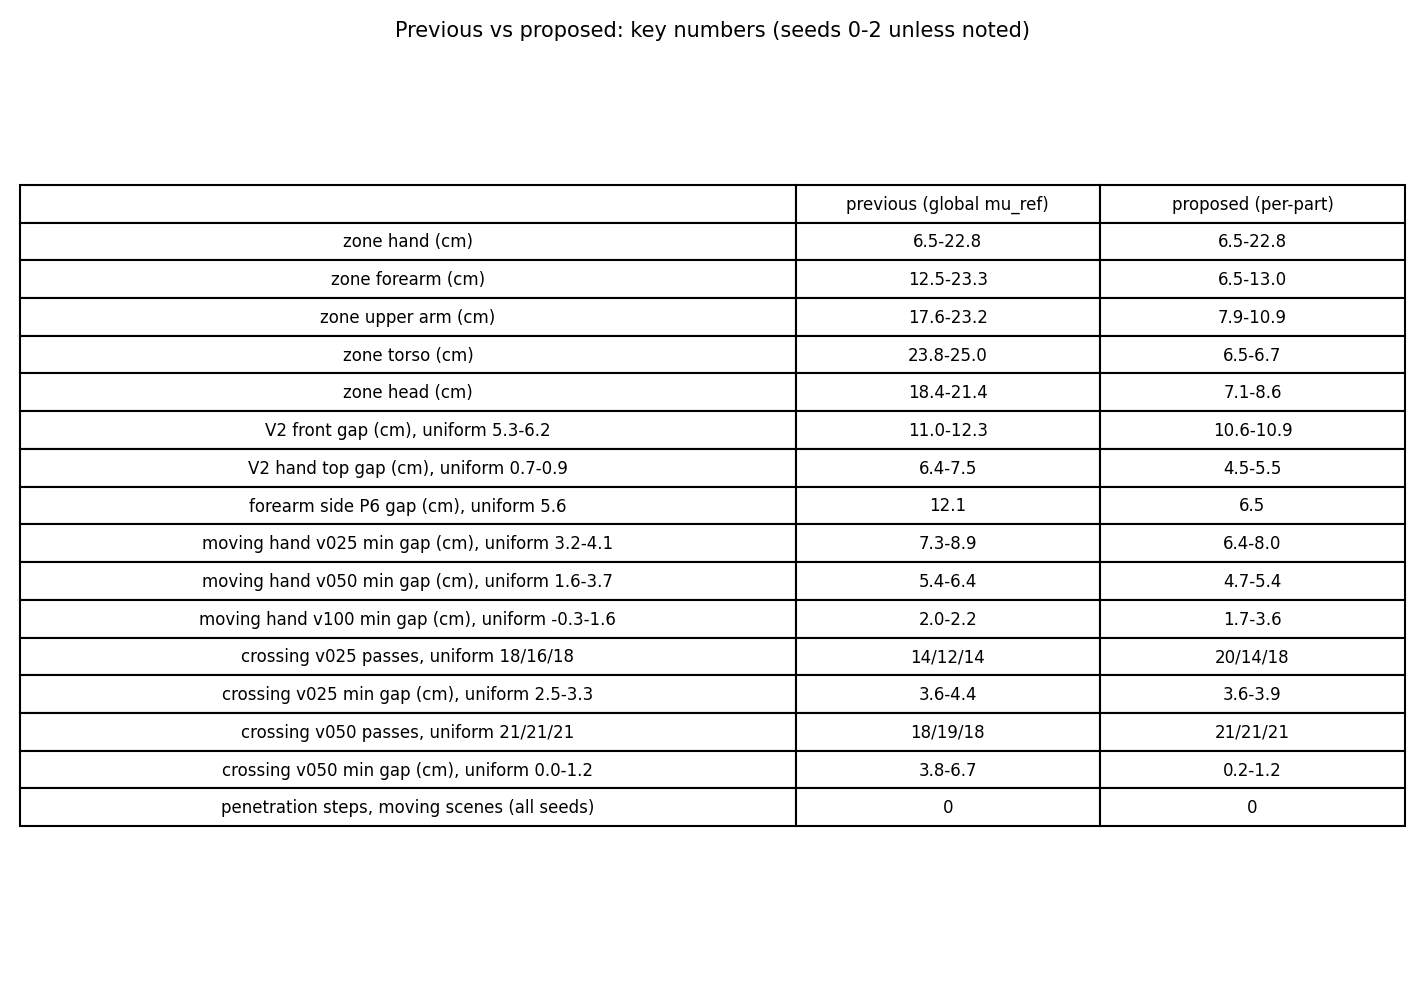 Previous vs proposed: key numbers (seeds 0-2 unless noted)
previous (global mu_ref) proposed (per-part)
zone hand (cm) 6.5-22.8 6.5-22.8
zone forearm (cm) 12.5-23.3 6.5-13.0
zone upper arm (cm) 17.6-23.2 7.9-10.9
zone torso (cm) 23.8-25.0 6.5-6.7
zone head (cm) 18.4-21.4 7.1-8.6
V2 front gap (cm), uniform 5.3-6.2 11.0-12.3 10.6-10.9
V2 hand top gap (cm), uniform 0.7-0.9 6.4-7.5 4.5-5.5
forearm side P6 gap (cm), uniform 5.6 12.1 6.5
moving hand v025 min gap (cm), uniform 3.2-4.1 7.3-8.9 6.4-8.0
moving hand v050 min gap (cm), uniform 1.6-3.7 5.4-6.4 4.7-5.4
moving hand v100 min gap (cm), uniform -0.3-1.6 2.0-2.2 1.7-3.6
crossing v025 passes, uniform 18/16/18 14/12/14 20/14/18
crossing v025 min gap (cm), uniform 2.5-3.3 3.6-4.4 3.6-3.9
crossing v050 passes, uniform 21/21/21 18/19/18 21/21/21
crossing v050 min gap (cm), uniform 0.0-1.2 3.8-6.7 0.2-1.2
penetration steps, moving scenes (all seeds) 0 0